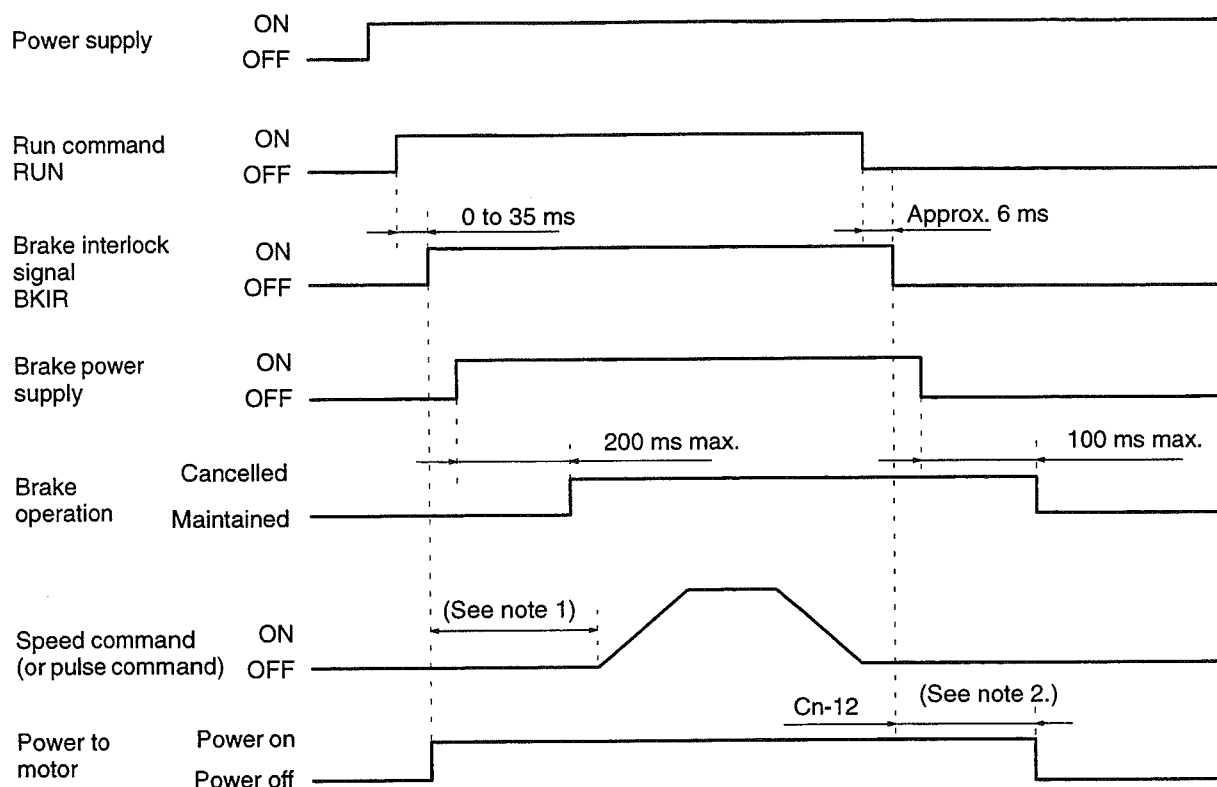 Power supply
ON
OFF
Run command
RUN
ON
OFF
0 to 35 ms
Approx. 6 ms
Brake interlock
signal
BKIR
ON
OFF
Brake power
supply
ON
OFF
200 ms max.
100 ms max.
Brake
operation
Cancelled
Maintained
(See note 1)
Speed command
(or pulse command)
ON
OFF
Cn-12
(See note 2.)
Power to
motor
Power on
Power off